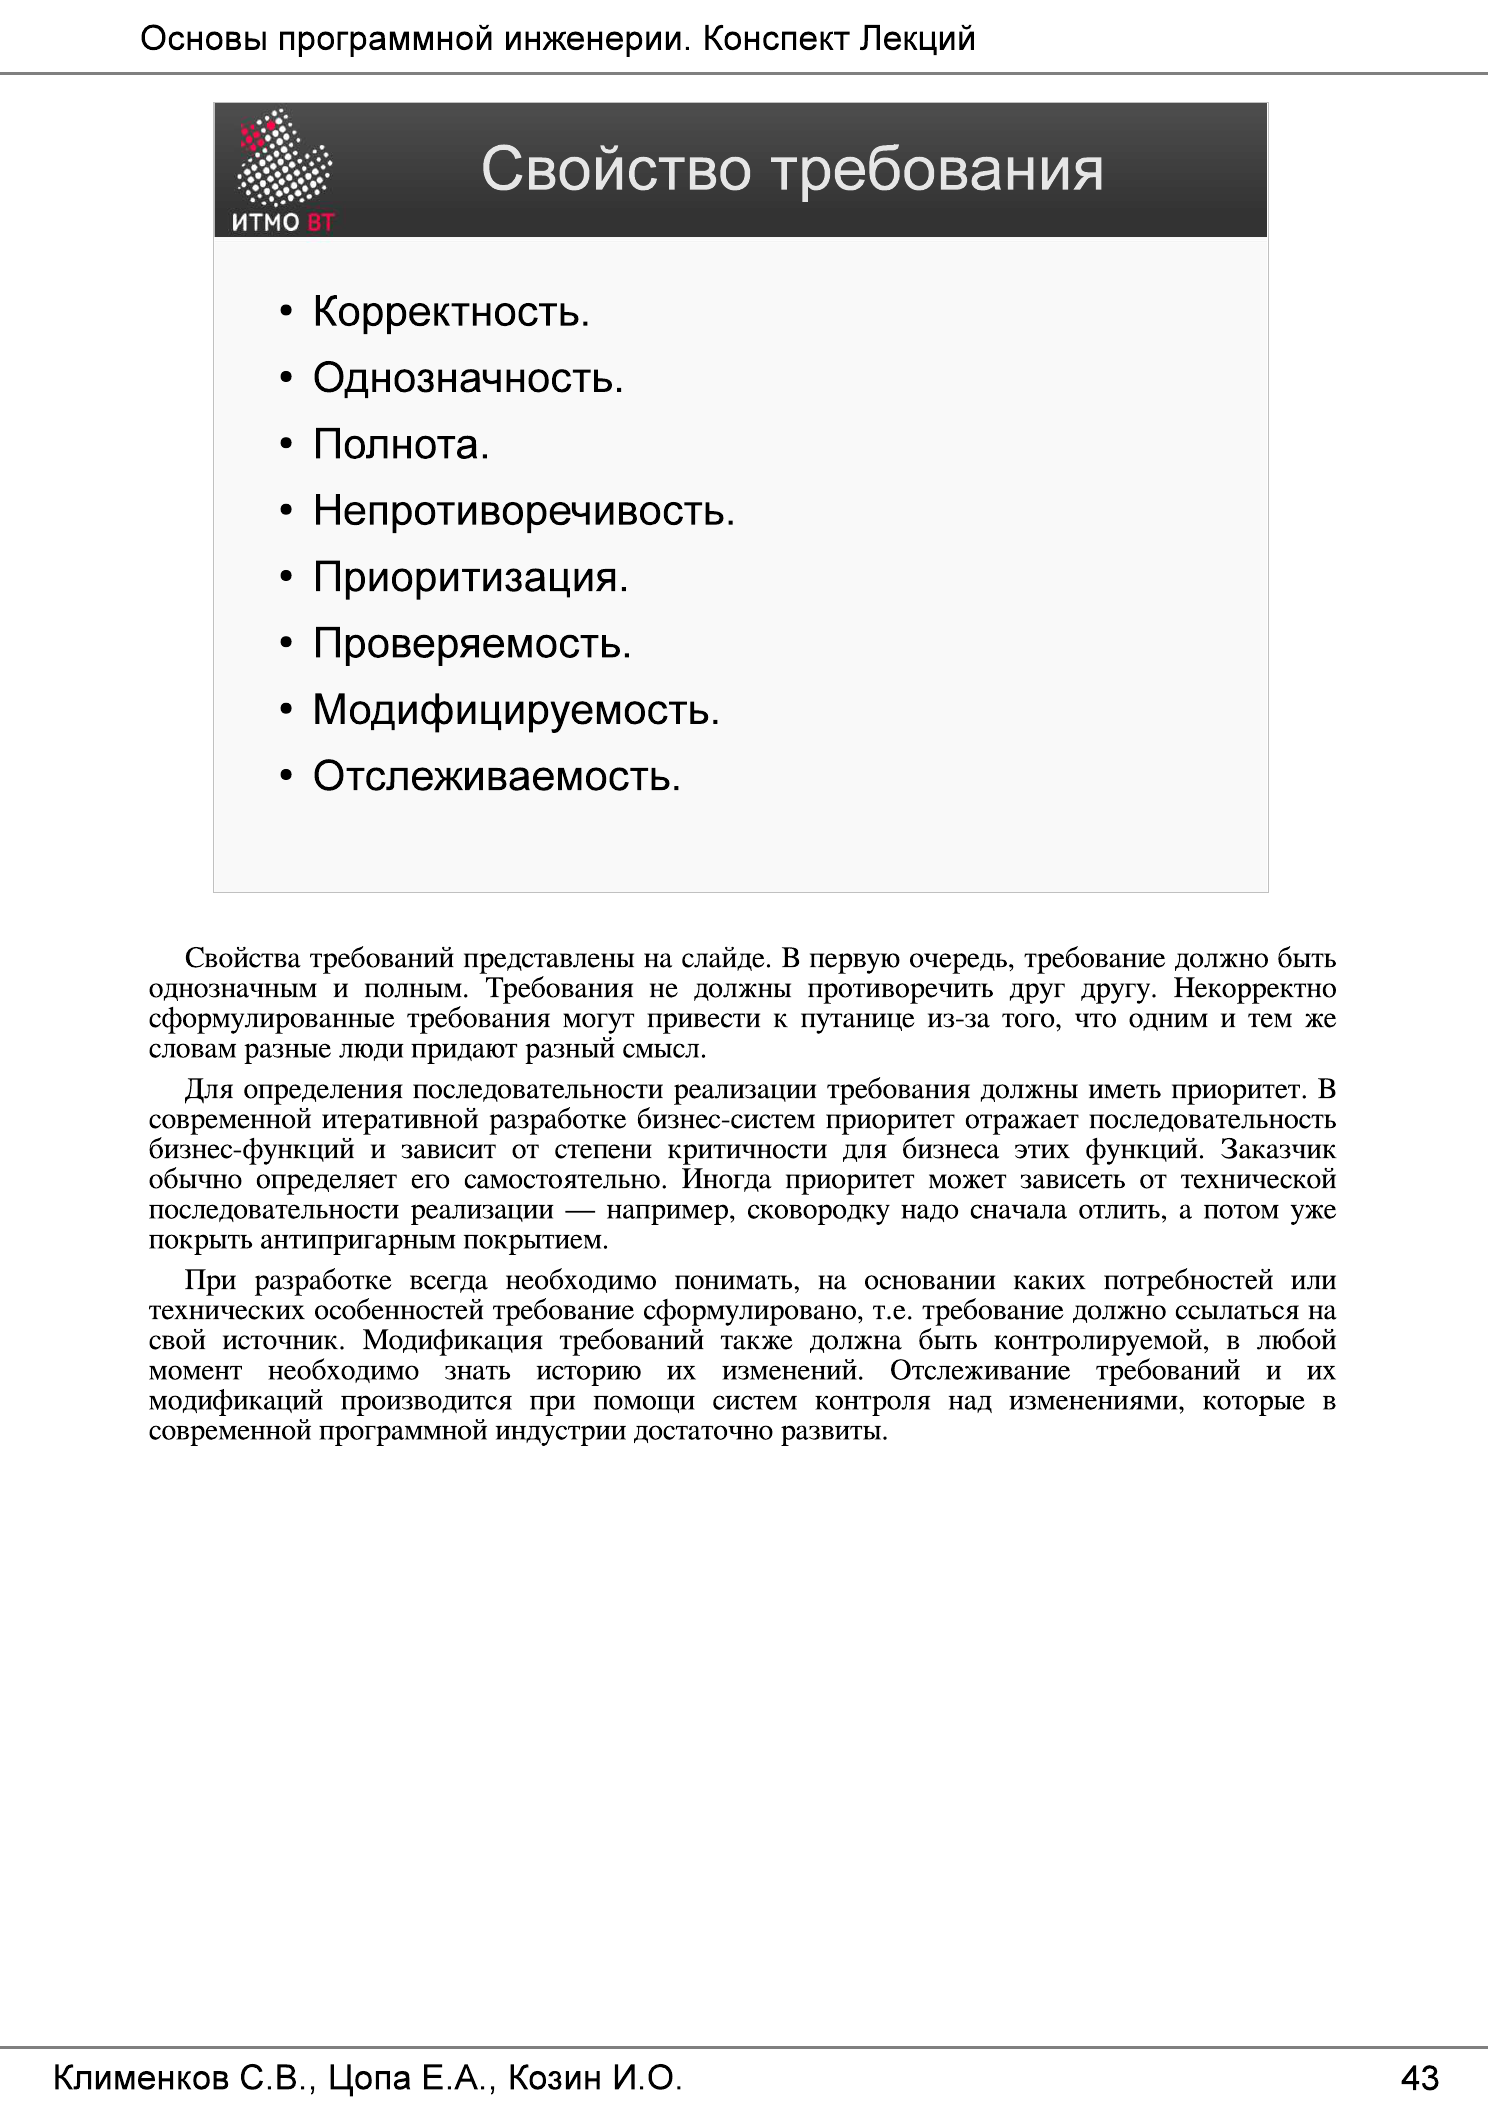 Основы программной инженерии. Конспект Лекций
ИТМО ВТ
Свойство требования
• Корректность.
• Однозначность.
• Полнота.
• Непротиворечивость.
• Приоритизация.
• Проверяемость.
• Модифицируемость.
• Отслеживаемость.
Свойства требований представлены на слайде. В первую очередь, требование должно быть
однозначным и полным. Требования не должны противоречить друг другу. Некорректно
сформулированные требования могут привести к путанице из-за того, что одним и тем же
словам разные люди придают разный смысл.
Для определения последовательности реализации требования должны иметь приоритет. В
современной итеративной разработке бизнес-систем приоритет отражает последовательность
бизнес-функций и зависит от степени критичности для бизнеса этих функций. Заказчик
обычно определяет его самостоятельно. Иногда приоритет может зависеть от технической
последовательности реализации — например, сковородку надо сначала отлить, а потом уже
покрыть антипригарным покрытием.
При разработке всегда необходимо понимать, на основании каких потребностей или
технических особенностей требование сформулировано, т.е. требование должно ссылаться на
свой источник. Модификация требований также должна быть контролируемой, в любой
момент необходимо знать историю их изменений. Отслеживание требований и их
модификаций производится при помощи систем контроля над изменениями, которые в
современной программной индустрии достаточно развиты.
Клименков С.В., Цопа Е.А., Козин И.О.
43